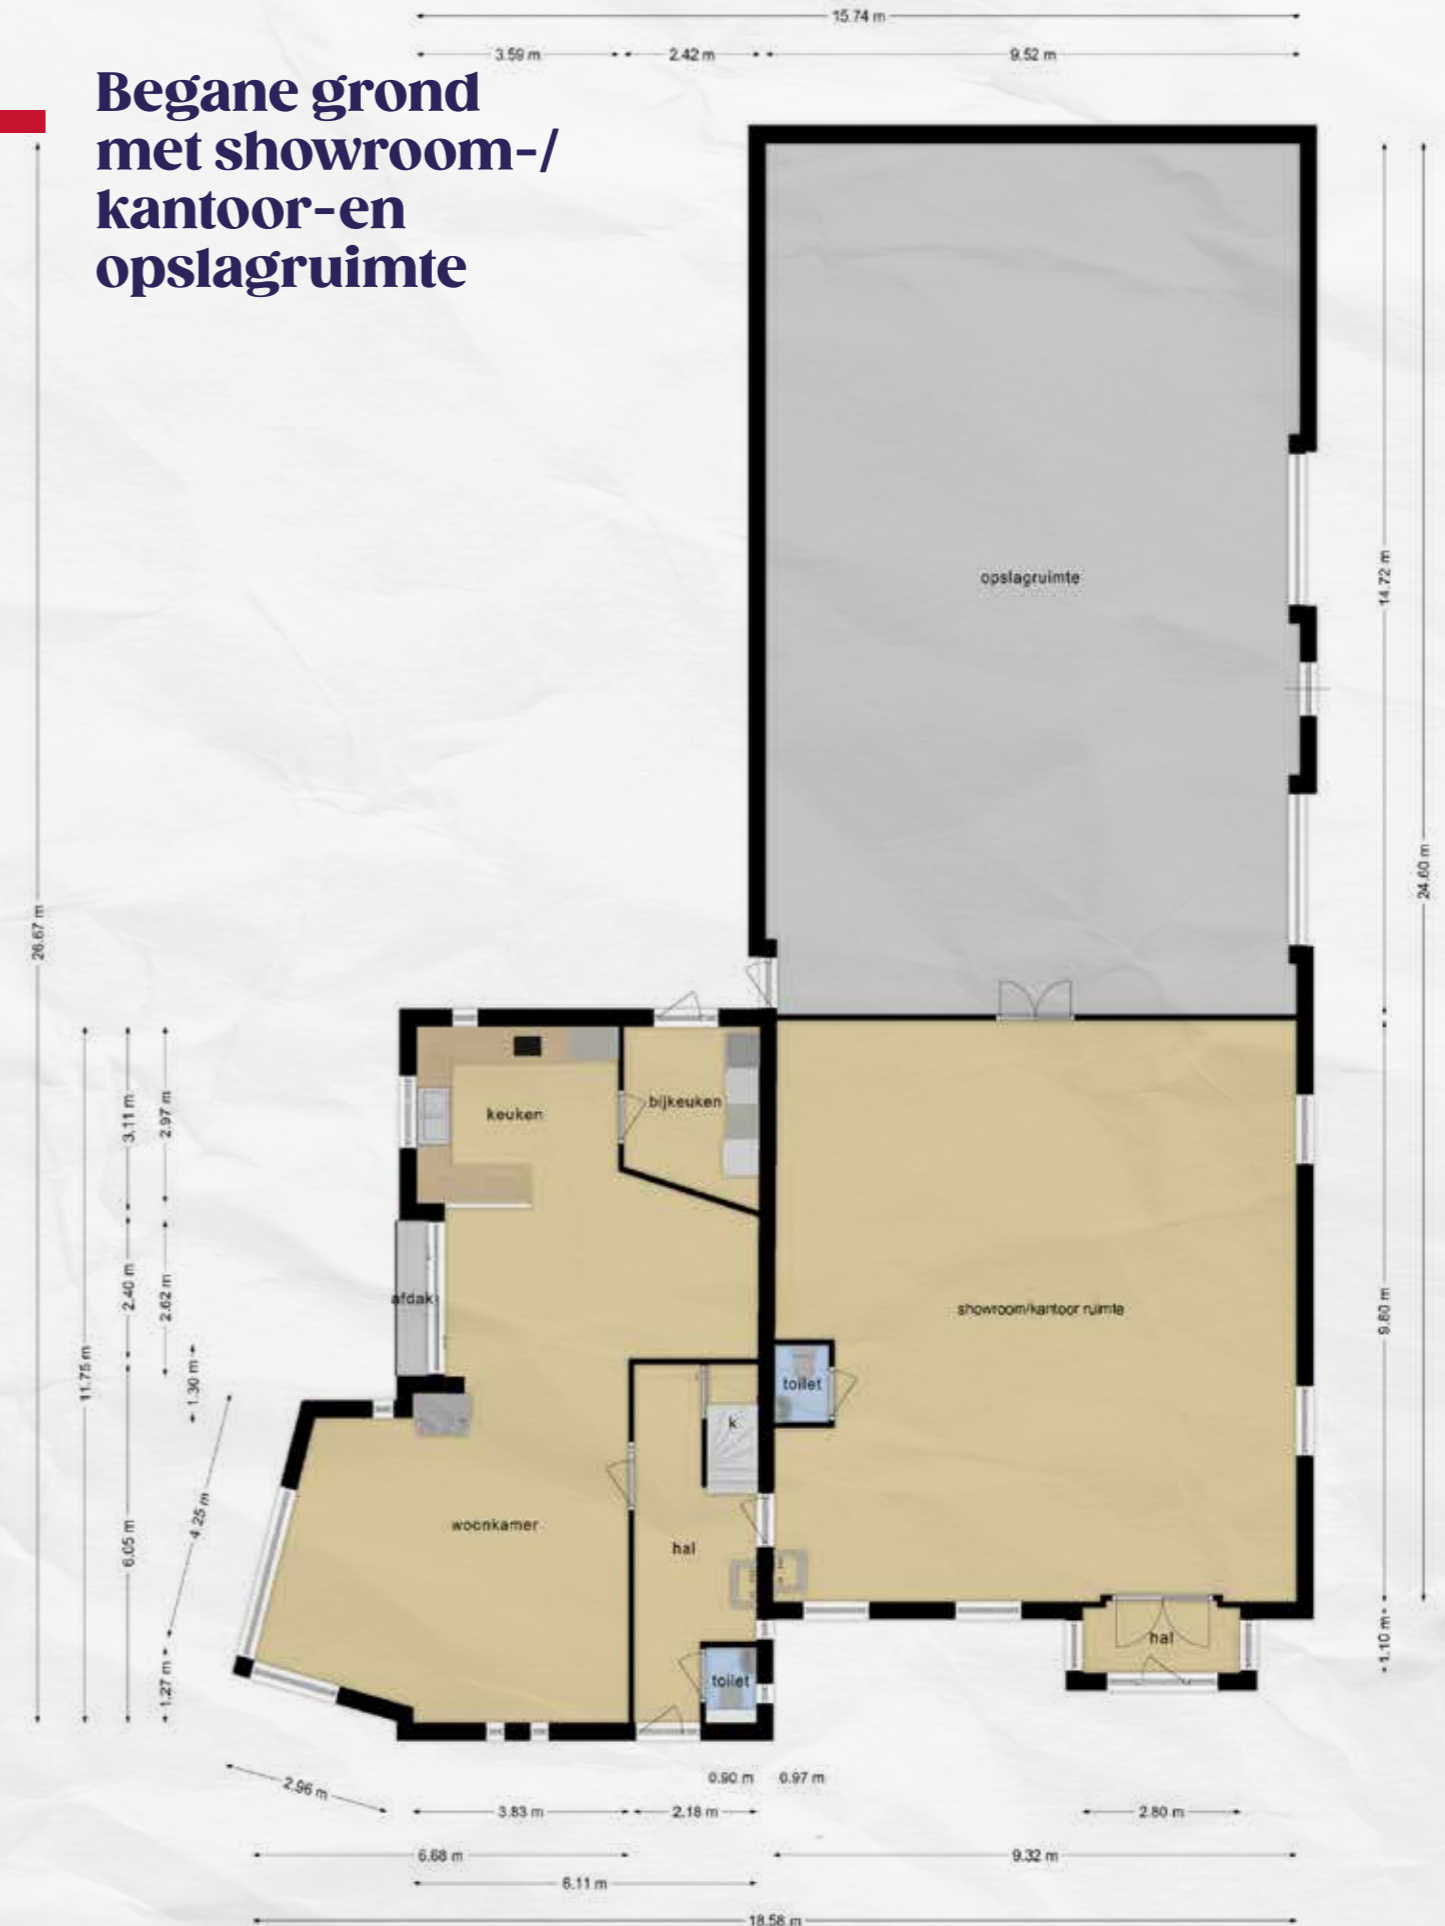 15.74 m
3.59 m
2.42 m
9.52 m
Begane grond
met showroom-/
kantoor-en
opslagruimte
opslagruimte
14.72 m
24.60 m
26.67 m
keuken
bijkeuken
3.11 m
2.97 m
afdak
2.40 m
2.62 m
showroom/kantoor ruimte
9.80 m
11.75 m
1.30 m
toilet
k
4.25 m
6.05 m
woonkamer
hal
hal
1.10 m
1.27 m
toilet
2.96 m
0.90 m
0.97 m
3.83 m
2.18 m
2.80 m
6.68 m
9.32 m
6.11 m
18.58 m